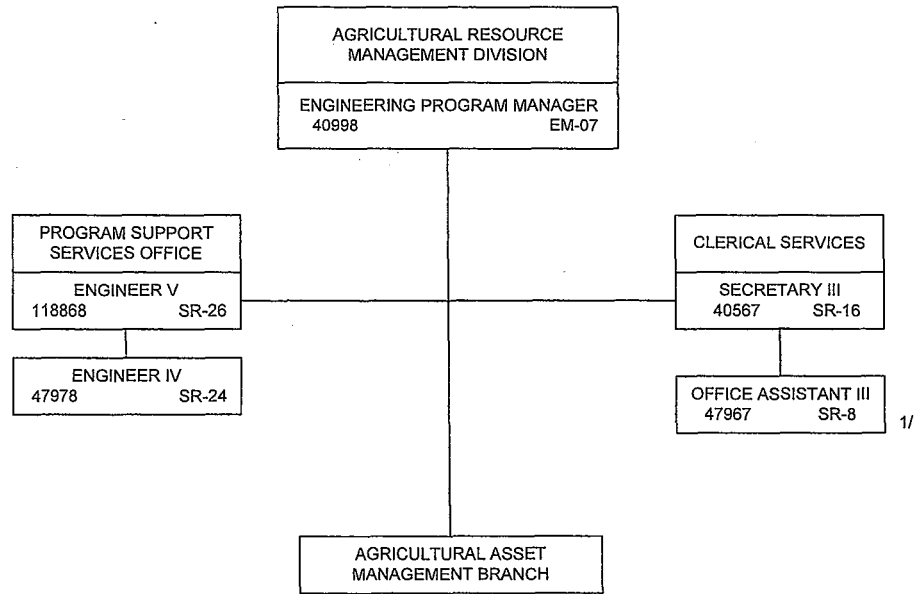 AGRICULTURAL RESOURCE
MANAGEMENT DIVISION
ENGINEERING PROGRAM MANAGER
40998 EM-07
PROGRAM SUPPORT
SERVICES OFFICE
ENGINEER V
118868 SR-26
ENGINEER IV
47978 SR-24
CLERICAL SERVICES
SECRETARY III
40567 SR-16
OFFICE ASSISTANT III
47967 SR-8 1/
AGRICULTURAL ASSET
MANAGEMENT BRANCH